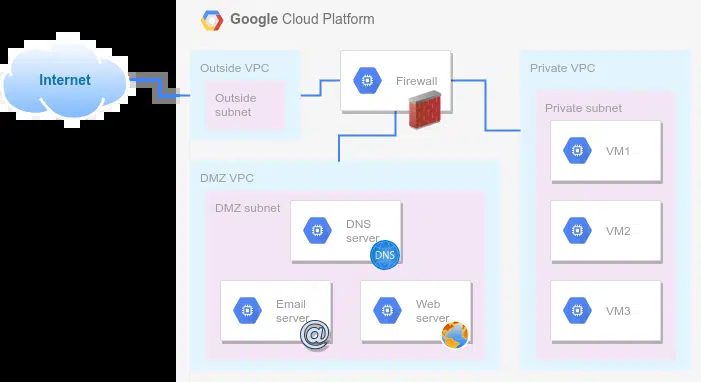 Google Cloud Platform
Internet
Outside VPC
Outside
subnet
Firewall
Private VPC
Private subnet
VM1
VM2
VM3
DMZ VPC
DMZ subnet
DNS
server
DNS
Email
server
@
Web
server